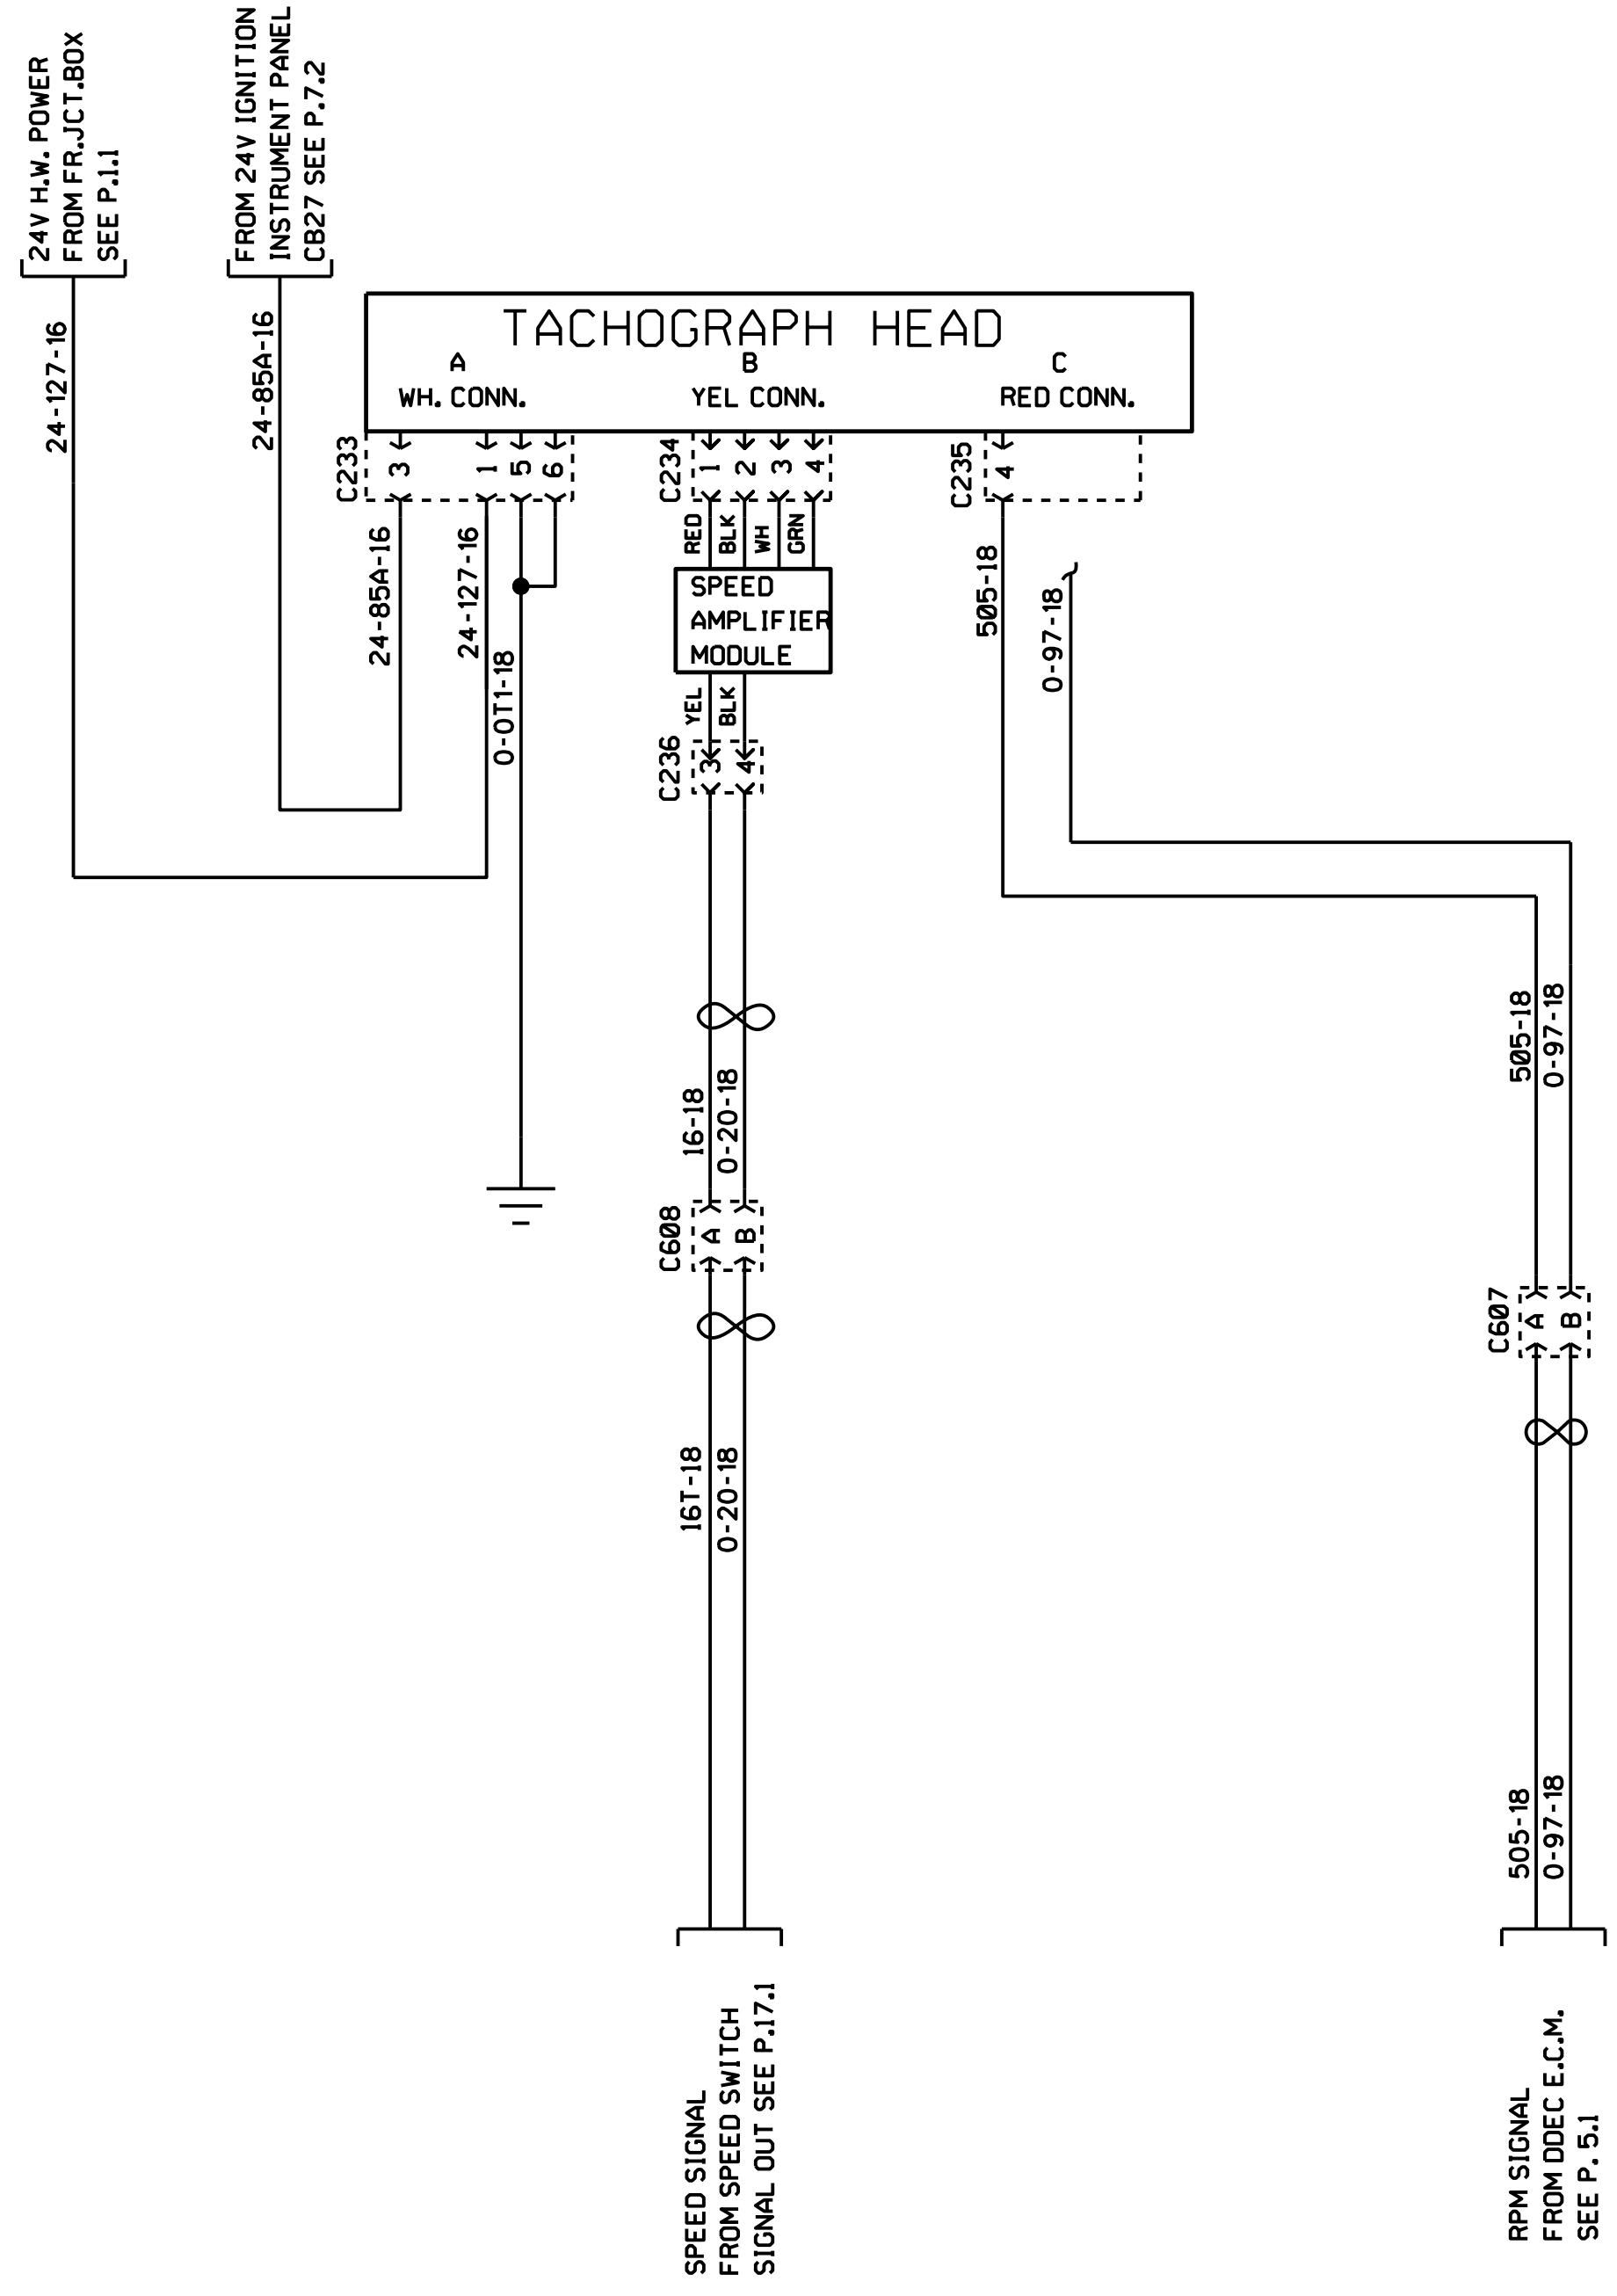 24V H.W. POWER
FROM FR.JCT.BOX
SEE P.1.1
FROM 24V IGNITION
INSTRUMENT PANEL
CB27 SEE P.7.2
24-127-16
24-85A-16
TACHOGRAPH HEAD
A
B
C
WH. CONN.
YEL CONN.
RED CONN.
C233
3
1
5
6
C234
1
2
3
4
C235
4
24-85A-16
24-127-16
0-0T1-18
RED
BLK
WH
GRN
SPEED
AMPLIFIER
MODULE
YEL
BLK
C236
3
4
505-18
0-97-18
16-18
0-20-18
505-18
0-97-18
C608
A
B
C607
A
B
16T-18
0-20-18
505-18
0-97-18
SPEED SIGNAL
FROM SPEED SWITCH
SIGNAL OUT SEE P.17.1
RPM SIGNAL
FROM DDEC E.C.M.
SEE P. 5.1